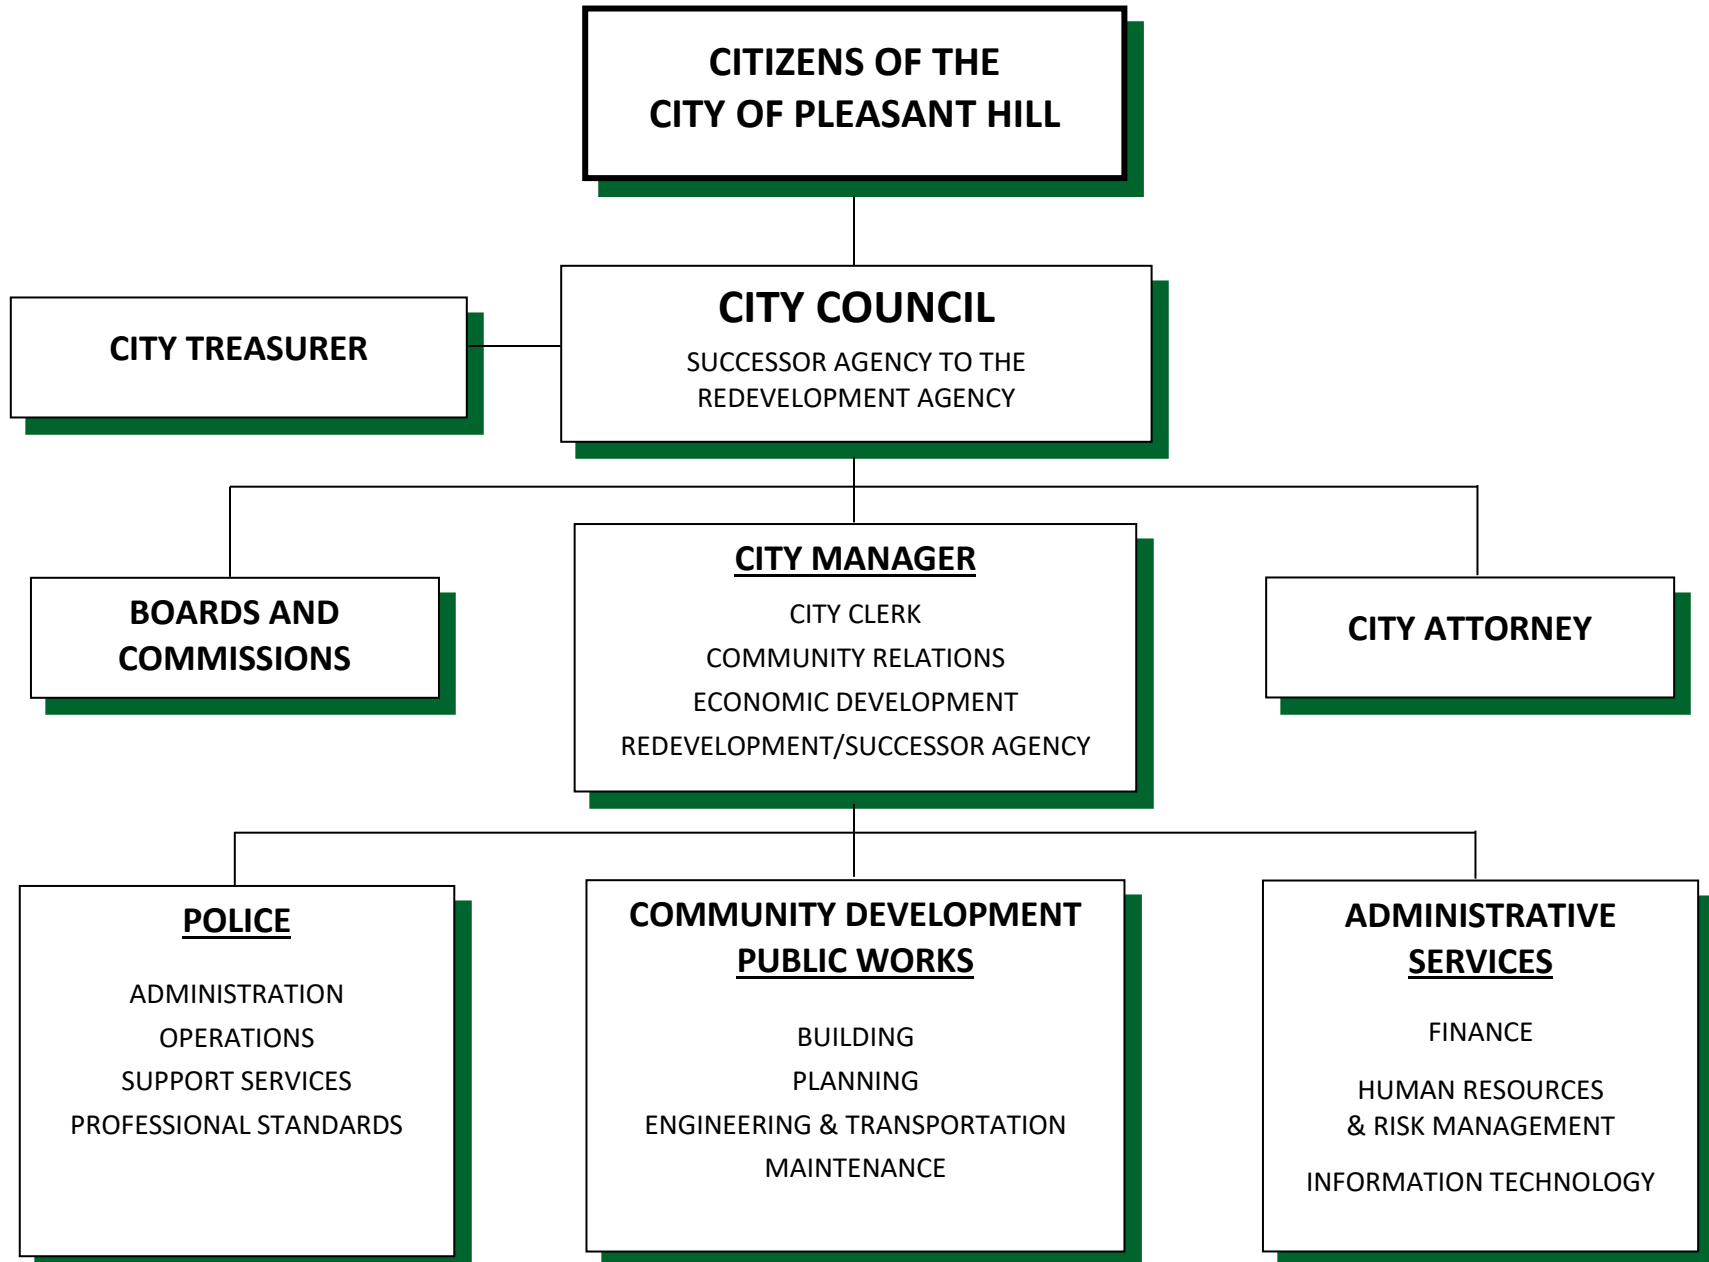 CITIZENS OF THE
CITY OF PLEASANT HILL
CITY TREASURER
CITY COUNCIL
SUCCESSOR AGENCY TO THE
REDEVELOPMENT AGENCY
BOARDS AND
COMMISSIONS
CITY MANAGER
CITY CLERK
COMMUNITY RELATIONS
ECONOMIC DEVELOPMENT
REDEVELOPMENT/SUCCESSOR AGENCY
CITY ATTORNEY
POLICE
ADMINISTRATION
OPERATIONS
SUPPORT SERVICES
PROFESSIONAL STANDARDS
COMMUNITY DEVELOPMENT
PUBLIC WORKS
BUILDING
PLANNING
ENGINEERING & TRANSPORTATION
MAINTENANCE
ADMINISTRATIVE
SERVICES
FINANCE
HUMAN RESOURCES
& RISK MANAGEMENT
INFORMATION TECHNOLOGY